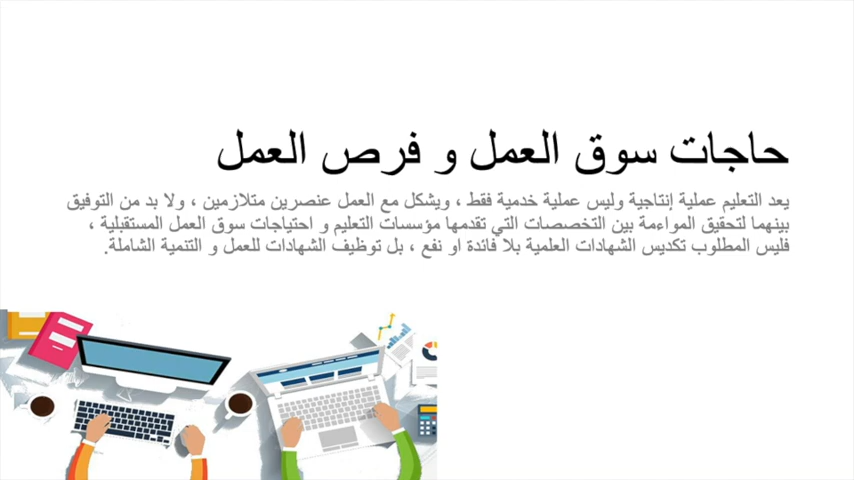 حاجات سوق العمل و فرص العمل
يعد التعليم عملية إنتاجية وليس عملية خدمية فقط ، ويشكل مع العمل عنصرين متلازمين ، ولا بد من التوفيق
بينهما لتحقيق المواءمة بين التخصصات التي تقدمها مؤسسات التعليم و احتياجات سوق العمل المستقبلية ،
فليس المطلوب تكديس الشهادات العلمية بلا فائدة او نفع ، بل توظيف الشهادات للعمل و التنمية الشاملة.